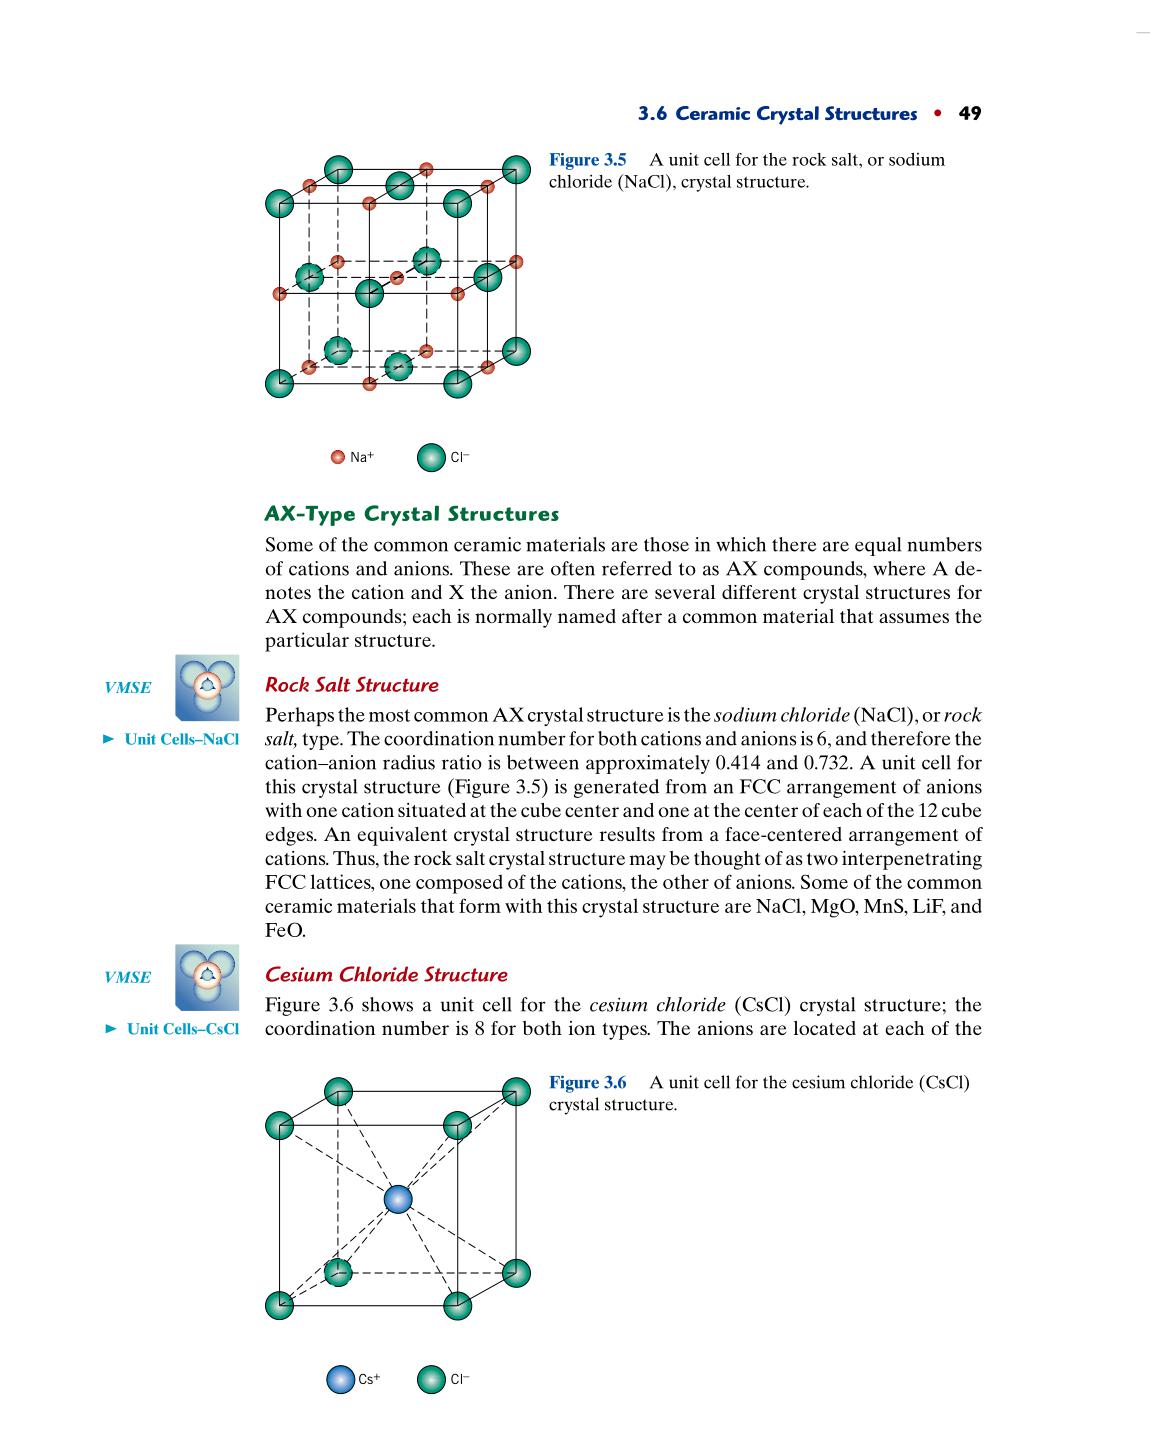 3.6 Ceramic Crystal Structures • 49
Figure 3.5 A unit cell for the rock salt, or sodium
chloride (NaCl), crystal structure.
Na+
Cl–
AX-Type Crystal Structures
Some of the common ceramic materials are those in which there are equal numbers
of cations and anions. These are often referred to as AX compounds, where A de-
notes the cation and X the anion. There are several different crystal structures for
AX compounds; each is normally named after a common material that assumes the
particular structure.
VMSE
Unit Cells–NaCl
Rock Salt Structure
Perhaps the most common AX crystal structure is the sodium chloride (NaCl), or rock
salt, type. The coordination number for both cations and anions is 6, and therefore the
cation–anion radius ratio is between approximately 0.414 and 0.732. A unit cell for
this crystal structure (Figure 3.5) is generated from an FCC arrangement of anions
with one cation situated at the cube center and one at the center of each of the 12 cube
edges. An equivalent crystal structure results from a face-centered arrangement of
cations. Thus, the rock salt crystal structure may be thought of as two interpenetrating
FCC lattices, one composed of the cations, the other of anions. Some of the common
ceramic materials that form with this crystal structure are NaCl, MgO, MnS, LiF, and
FeO.
VMSE
Unit Cells–CsCl
Cesium Chloride Structure
Figure 3.6 shows a unit cell for the cesium chloride (CsCl) crystal structure; the
coordination number is 8 for both ion types. The anions are located at each of the
Figure 3.6 A unit cell for the cesium chloride (CsCl)
crystal structure.
Cs+
Cl–